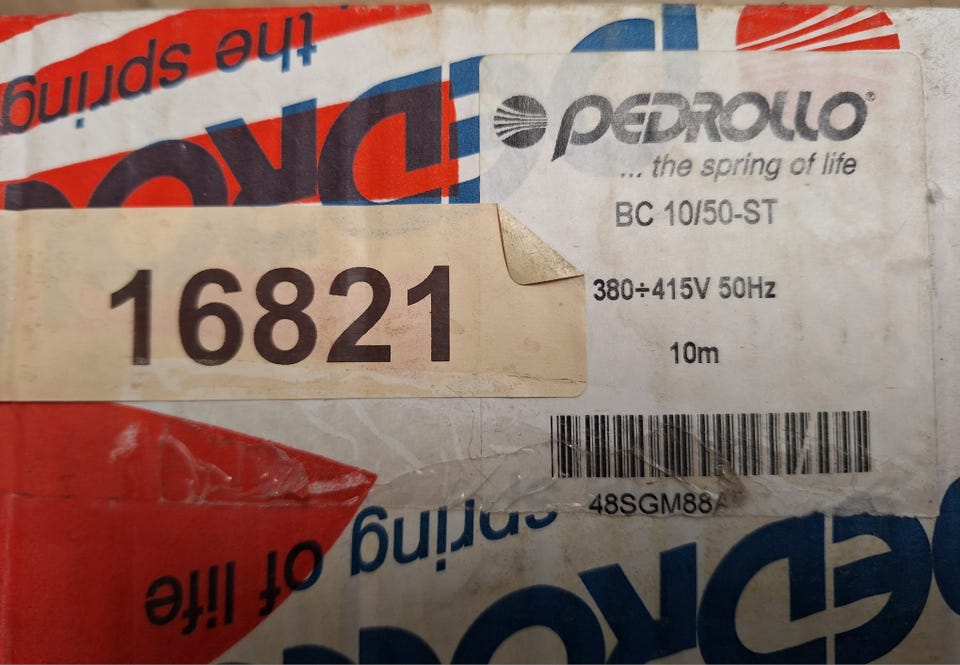 the spring
PEDROLLO®
... the spring of life
BC 10/50-ST
16821
380÷415V 50Hz
10m
48SGM88A
spring of life